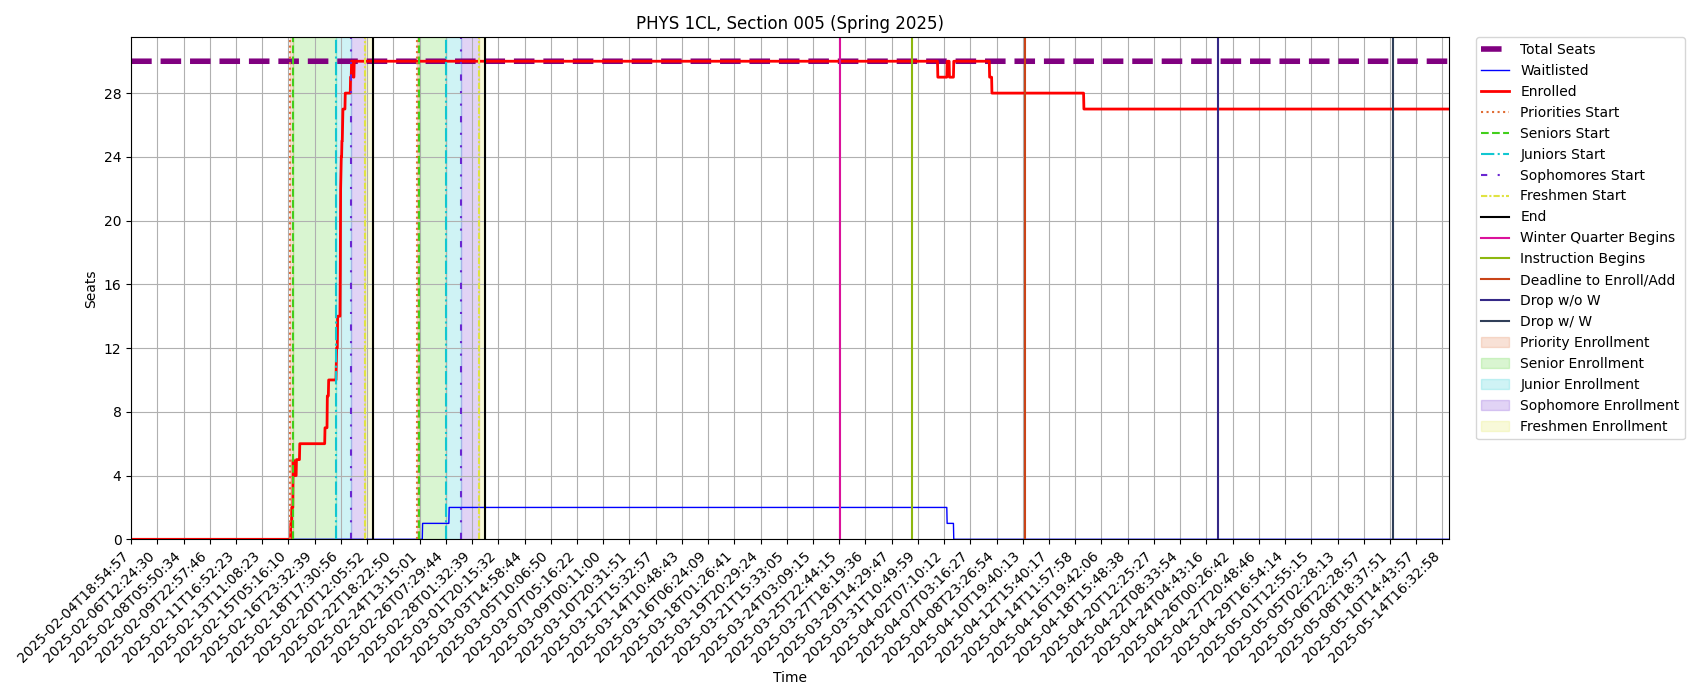 PHYS 1CL, Section 005 (Spring 2025)
Seats
28
24
20
16
12
8
4
0
2025-02-04T18:54:57
2025-02-06T12:24:30
2025-02-08T05:50:34
2025-02-09T22:57:46
2025-02-11T16:52:23
2025-02-13T11:08:23
2025-02-15T05:16:10
2025-02-16T23:32:39
2025-02-18T17:30:56
2025-02-20T12:05:52
2025-02-22T18:22:50
2025-02-24T13:15:01
2025-02-26T07:29:44
2025-02-28T01:32:39
2025-03-01T20:15:32
2025-03-03T14:58:44
2025-03-05T10:06:50
2025-03-07T05:16:22
2025-03-09T00:11:00
2025-03-10T20:31:51
2025-03-12T15:32:57
2025-03-14T10:48:43
2025-03-16T06:24:09
2025-03-18T01:26:41
2025-03-19T20:29:24
2025-03-21T15:33:05
2025-03-24T03:09:15
2025-03-25T22:44:15
2025-03-27T18:19:36
2025-03-29T14:29:47
2025-03-31T10:49:59
2025-04-02T07:10:12
2025-04-07T03:16:27
2025-04-08T23:26:54
2025-04-10T19:40:13
2025-04-12T15:40:17
2025-04-14T11:57:58
2025-04-16T19:42:06
2025-04-18T15:48:38
2025-04-20T12:25:27
2025-04-22T08:33:54
2025-04-24T04:43:16
2025-04-26T00:26:42
2025-04-27T20:48:46
2025-04-29T16:54:14
2025-05-01T12:55:15
2025-05-05T02:28:13
2025-05-06T22:28:57
2025-05-08T18:37:51
2025-05-10T14:43:57
2025-05-14T16:32:58
Time
Total Seats
Waitlisted
Enrolled
Priorities Start
Seniors Start
Juniors Start
Sophomores Start
Freshmen Start
End
Winter Quarter Begins
Instruction Begins
Deadline to Enroll/Add
Drop w/o W
Drop w/ W
Priority Enrollment
Senior Enrollment
Junior Enrollment
Sophomore Enrollment
Freshmen Enrollment